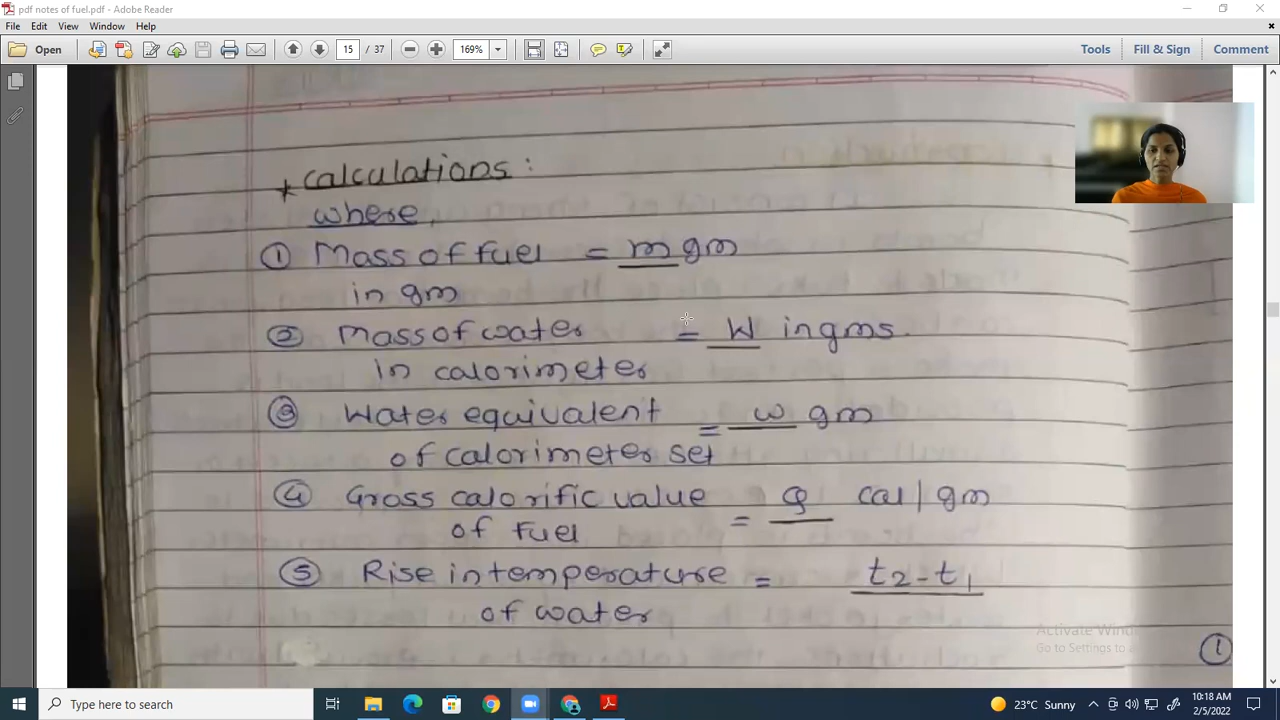 pdf notes of fuel.pdf - Adobe Reader
File Edit View Window Help
Open 15 / 37 169% Tools Fill & Sign Comment
Calculations :
where,
① Mass of fuel = m gm
in gm
② Mass of water = W in gms.
in calorimeter
③ Water equivalent = w gm
of calorimeter set
④ Gross calorific value = Q cal/gm
of fuel
⑤ Rise in temperature = t2-t1
of water
Go to Settings to a
①
Type here to search
23°C Sunny
10:18 AM
2/5/2022